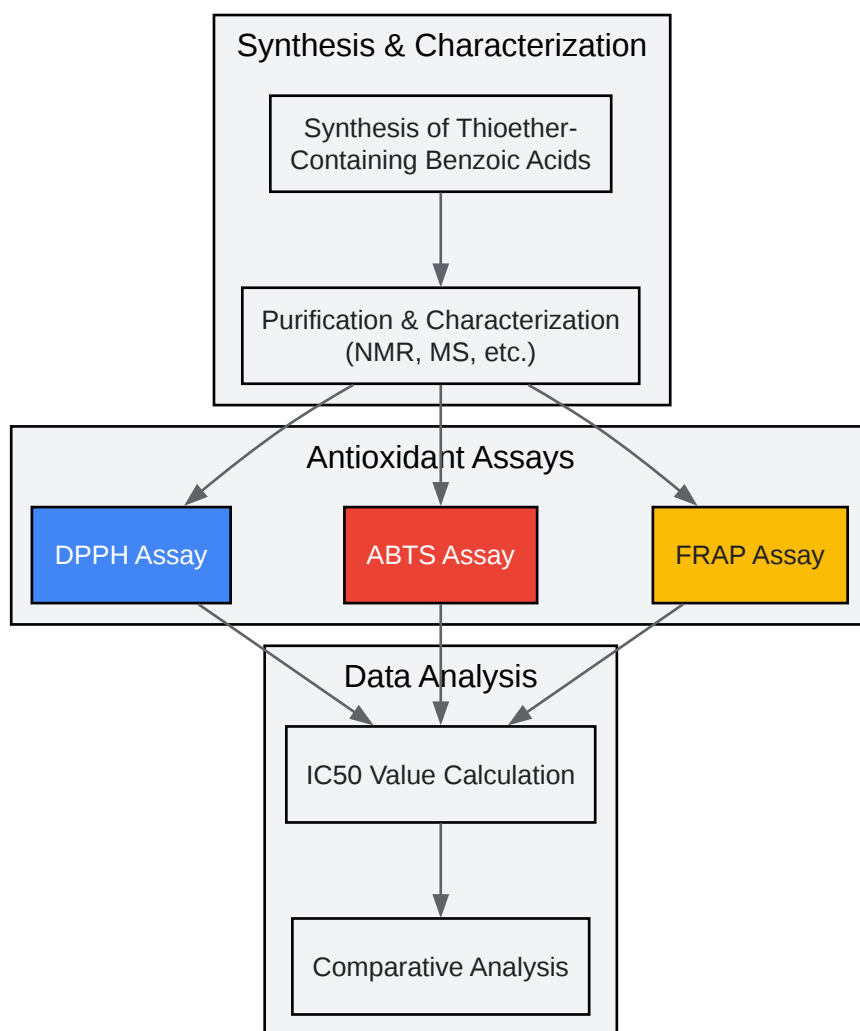 Synthesis & Characterization
Synthesis of Thioether-
Containing Benzoic Acids
Purification & Characterization
(NMR, MS, etc.)
Antioxidant Assays
DPPH Assay
ABTS Assay
FRAP Assay
Data Analysis
IC50 Value Calculation
Comparative Analysis